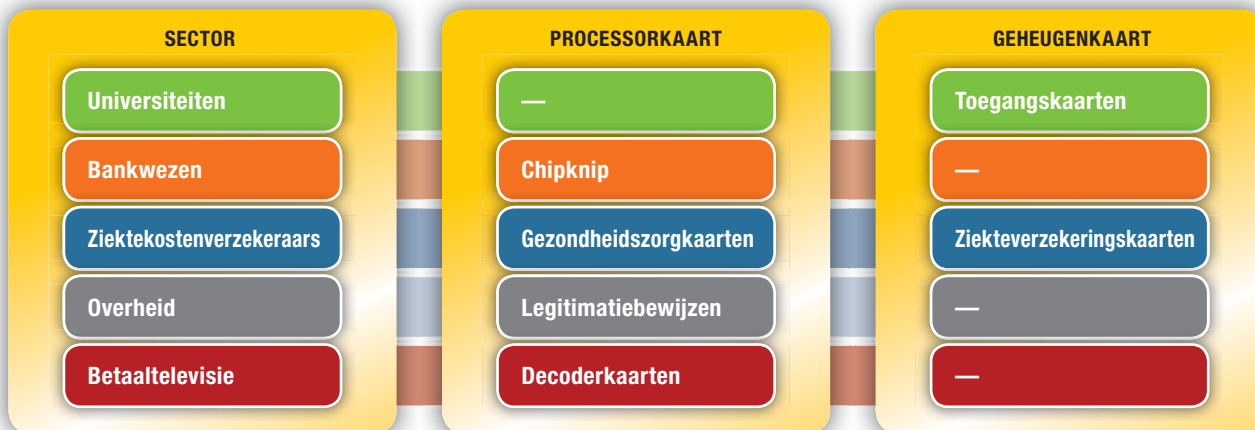 SECTOR PROCESSORKAART GEHEUGENKAART
Universiteiten — Toegangskaarten
Bankwezen Chipknip —
Ziektekostenverzekeraars Gezondheidszorgkaarten Ziekteverzekeringskaarten
Overheid Legitimatiebewijzen —
Betaaltelevisie Decoderkaarten —